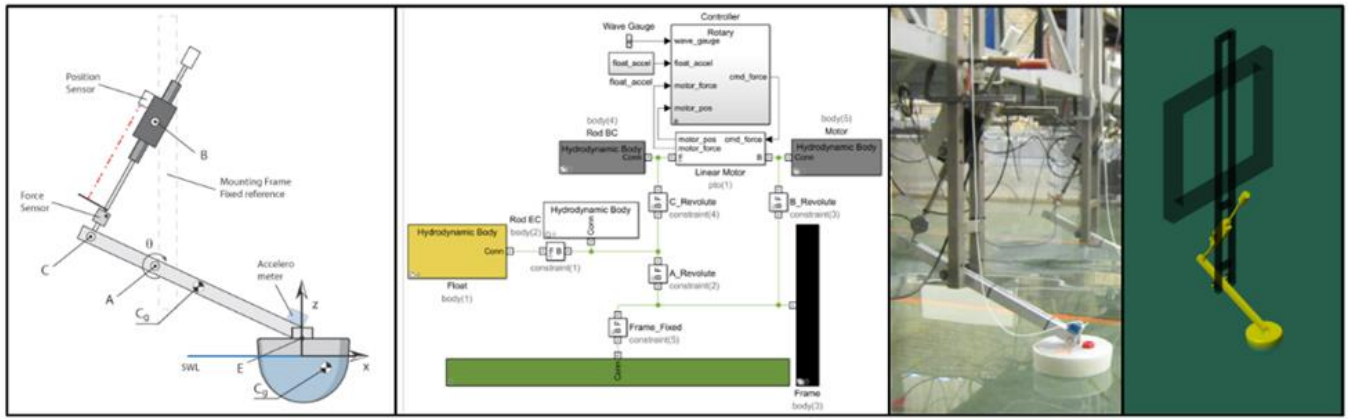 Position
Sensor
B
Mounting Frame
Fixed reference
Force
Sensor
θ
C
A
Accelero
meter
Cg
z
E
SWL
x
Cg
Controller
Wave Gauge
Rotary
wave_gauge
float_accel
float_accel
float_accel
cmd_force
motor_force
motor_pos
body(4)
Rod BC
Hydrodynamic Body
Conn
motor_pos cmd_force
motor_force
F B
Linear Motor
pto(1)
body(5)
Motor
Hydrodynamic Body
Conn
C_Revolute
constraint(4)
B_Revolute
constraint(3)
Rod EC
body(2)
Hydrodynamic Body
Conn
Hydrodynamic Body
Conn
Float
body(1)
F B
constraint(1)
A_Revolute
constraint(2)
Frame_Fixed
constraint(5)
Conn
Frame
body(3)